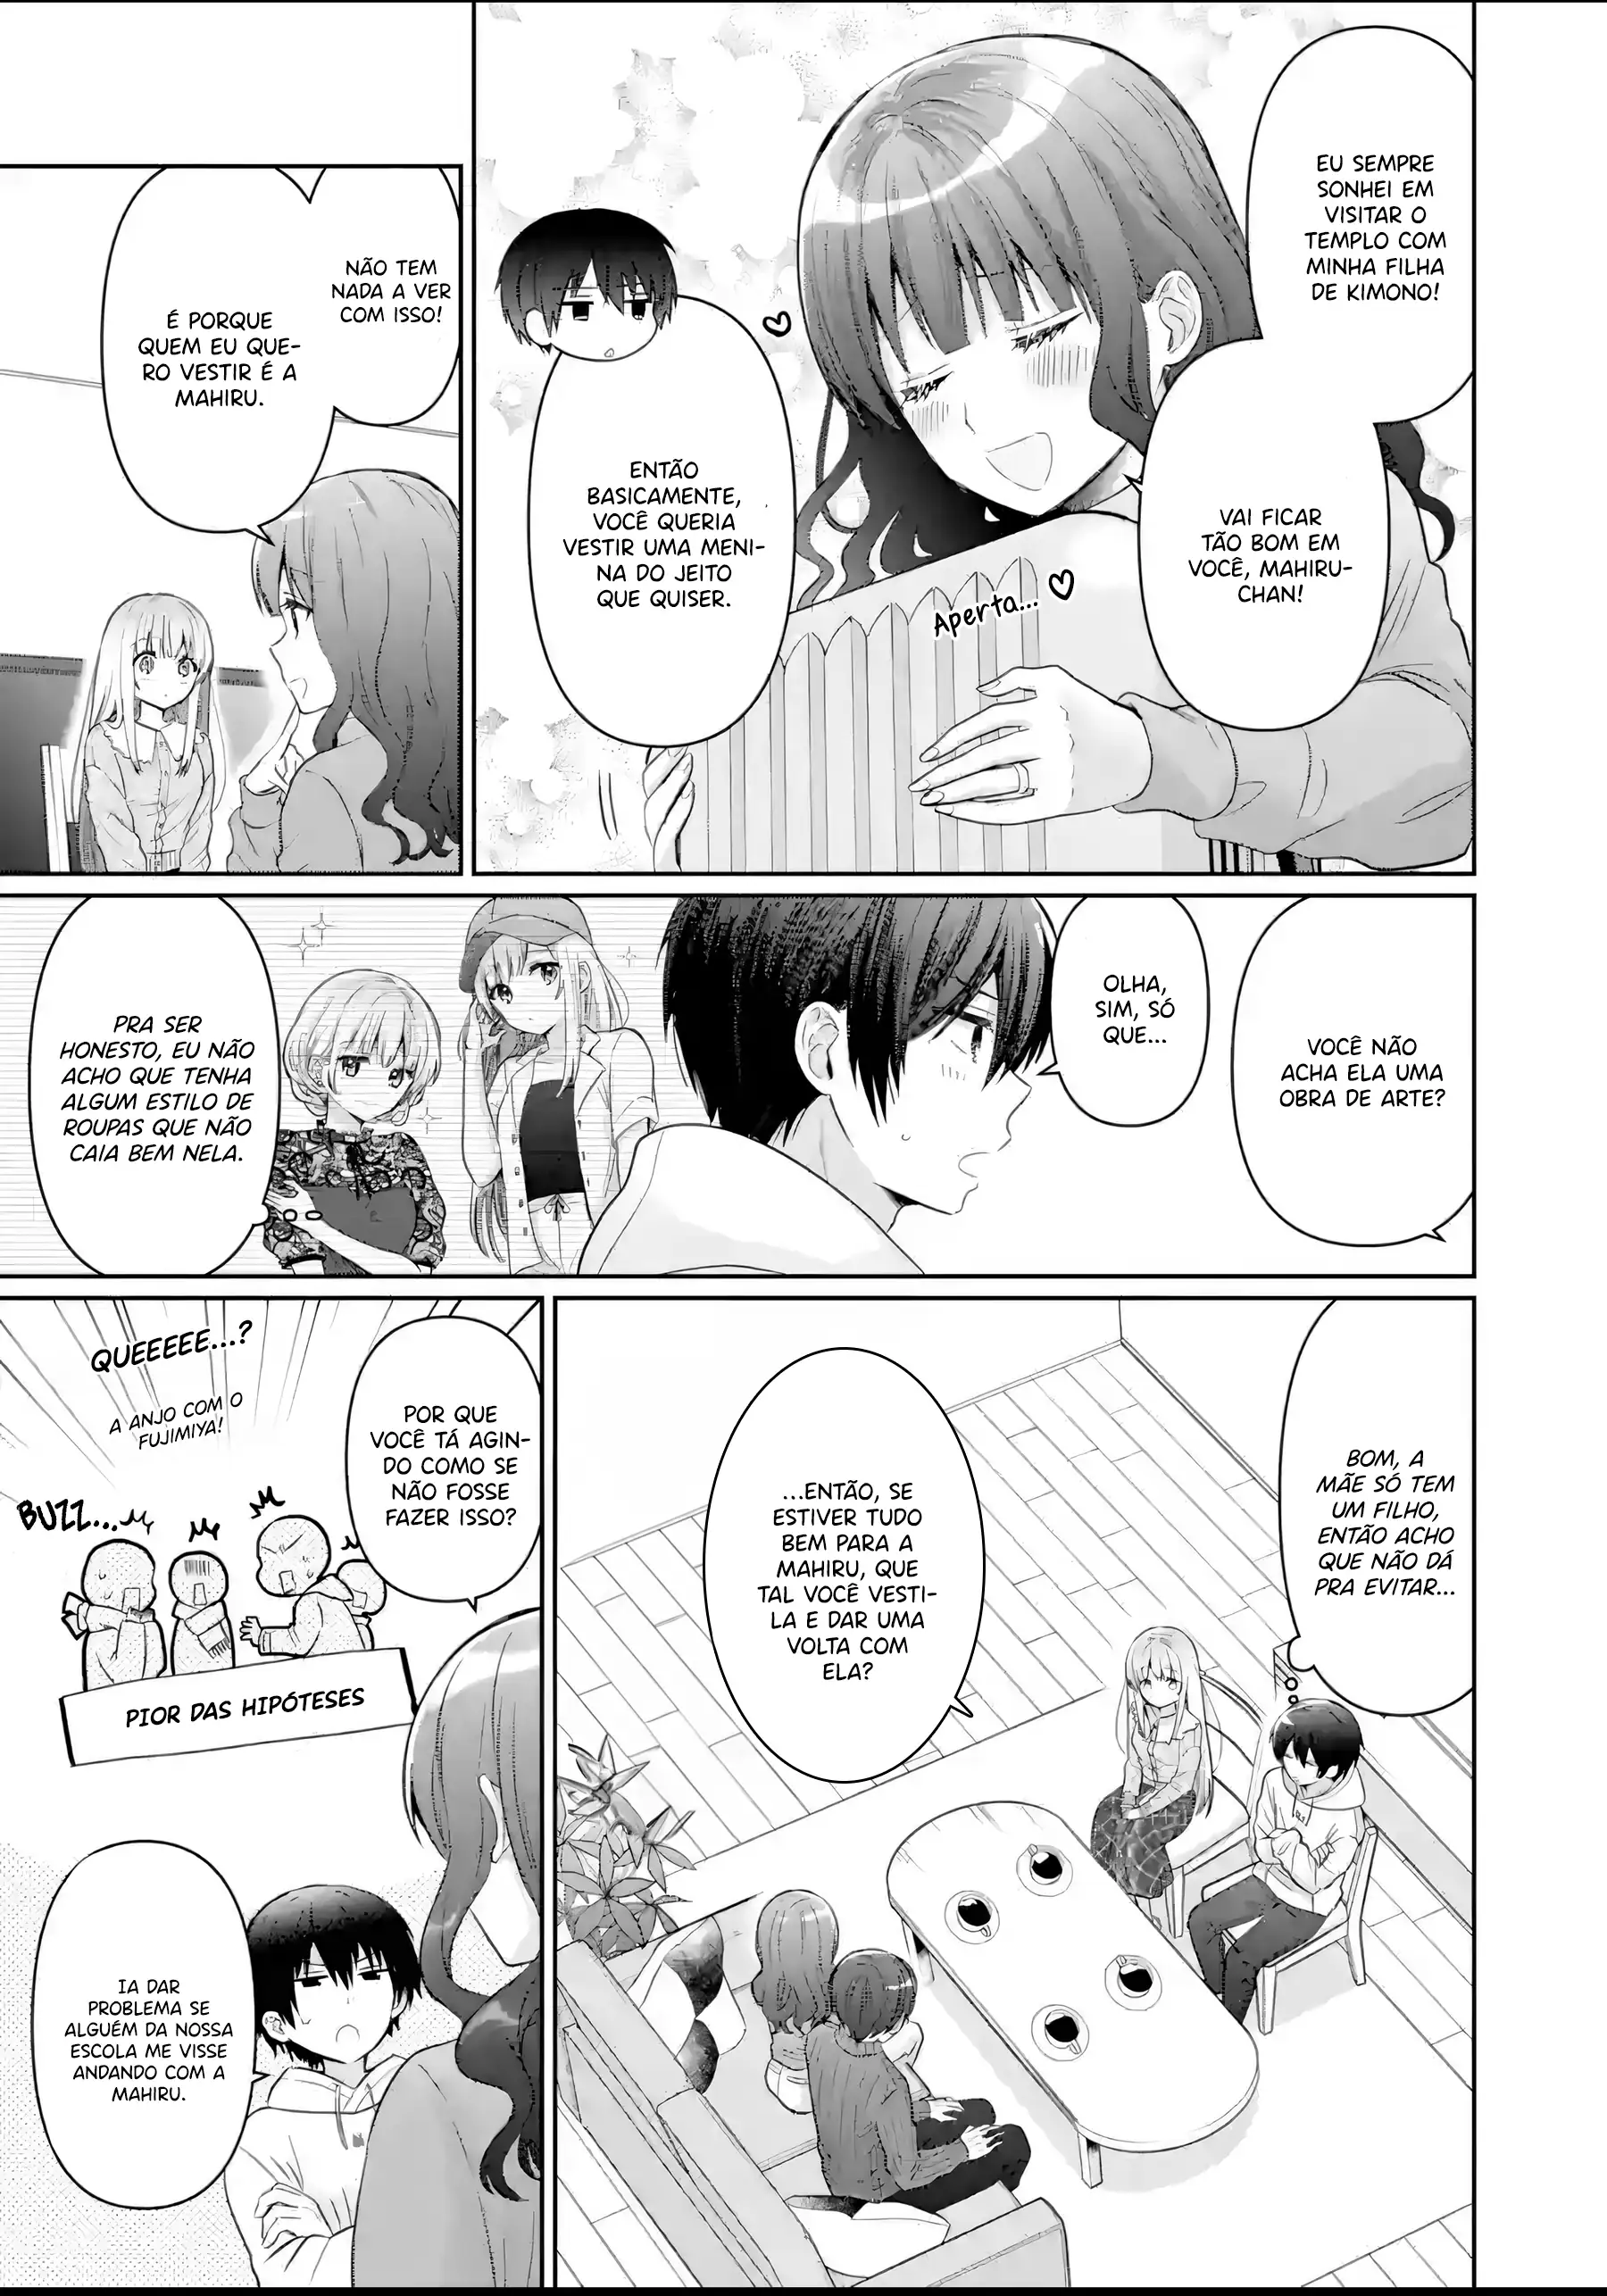 EU SEMPRE
SONHEI EM
VISITAR O
TEMPLO COM
MINHA FILHA
DE KIMONO!
VAI FICAR
TÃO BOM EM
VOCÊ, MAHIRU-
CHAN!
Aperta...
ENTÃO
BASICAMENTE,
VOCÊ QUERIA
VESTIR UMA MENI-
NA DO JEITO
QUE QUISER.
NÃO TEM
NADA A VER
COM ISSO!
É PORQUE
QUEM EU QUE-
RO VESTIR É A
MAHIRU.
VOCÊ NÃO
ACHA ELA UMA
OBRA DE ARTE?
OLHA,
SIM, SÓ
QUE...
PRA SER
HONESTO, EU NÃO
ACHO QUE TENHA
ALGUM ESTILO DE
ROUPAS QUE NÃO
CAIA BEM NELA.
BOM, A
MÃE SÓ TEM
UM FILHO,
ENTÃO ACHO
QUE NÃO DÁ
PRA EVITAR...
...ENTÃO, SE
ESTIVER TUDO
BEM PARA A
MAHIRU, QUE
TAL VOCÊ VESTI-
LA E DAR UMA
VOLTA COM
ELA?
POR QUE
VOCÊ TÁ AGIN-
DO COMO SE
NÃO FOSSE
FAZER ISSO?
QUEEEEE...?
A ANJO COM O
FUJIMIYA!
BUZZ...
PIOR DAS HIPÓTESES
IA DAR
PROBLEMA SE
ALGUÉM DA NOSSA
ESCOLA ME VISSE
ANDANDO COM A
MAHIRU.